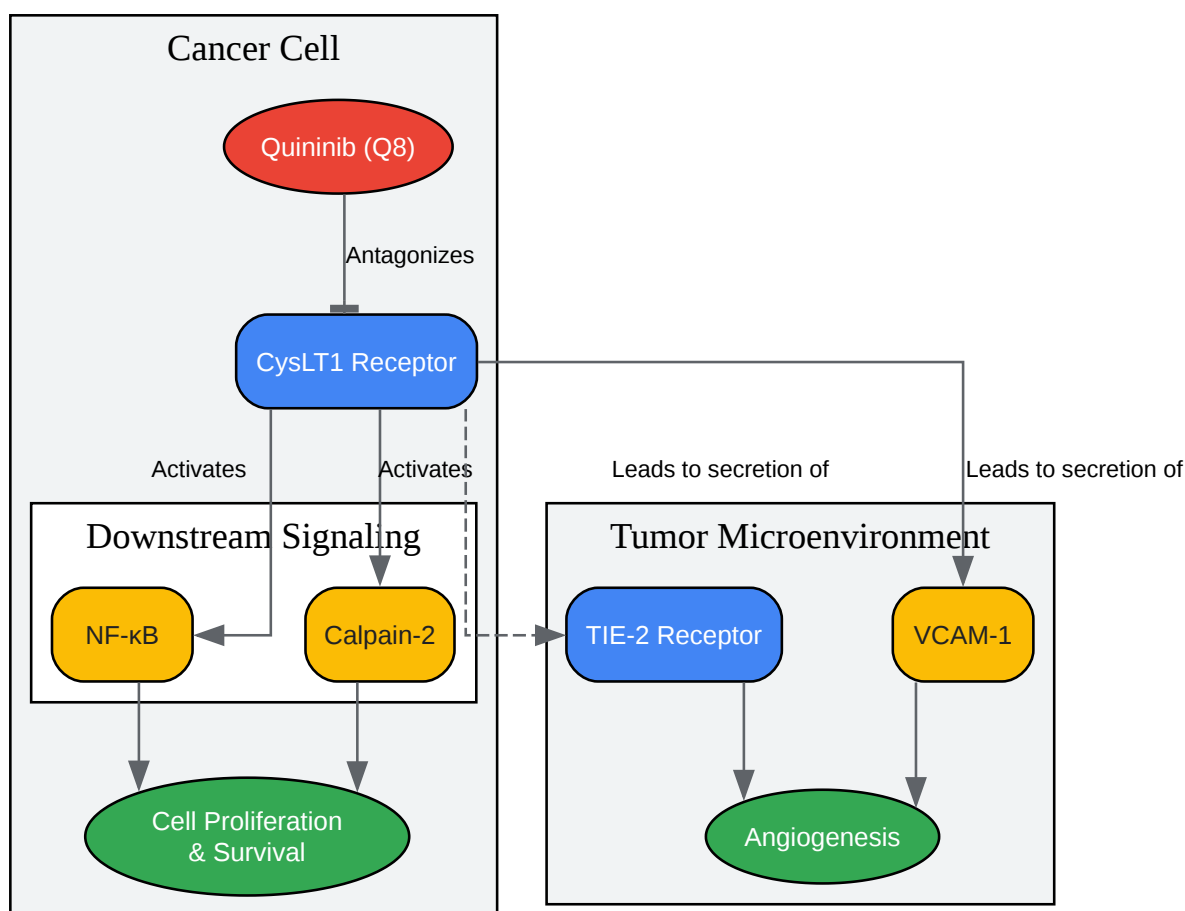 Cancer Cell
Quininib (Q8)
Antagonizes
CysLT1 Receptor
Activates
Activates
Leads to secretion of
Leads to secretion of
Downstream Signaling
Tumor Microenvironment
NF-κB
Calpain-2
TIE-2 Receptor
VCAM-1
Cell Proliferation
& Survival
Angiogenesis